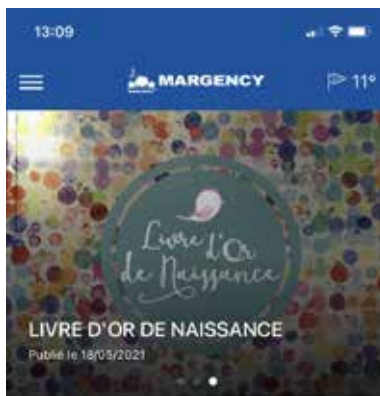 13:09
MARGENCY
11°
Livre d'Or
de Naissance
LIVRE D'OR DE NAISSANCE
Publié le 18/05/2021